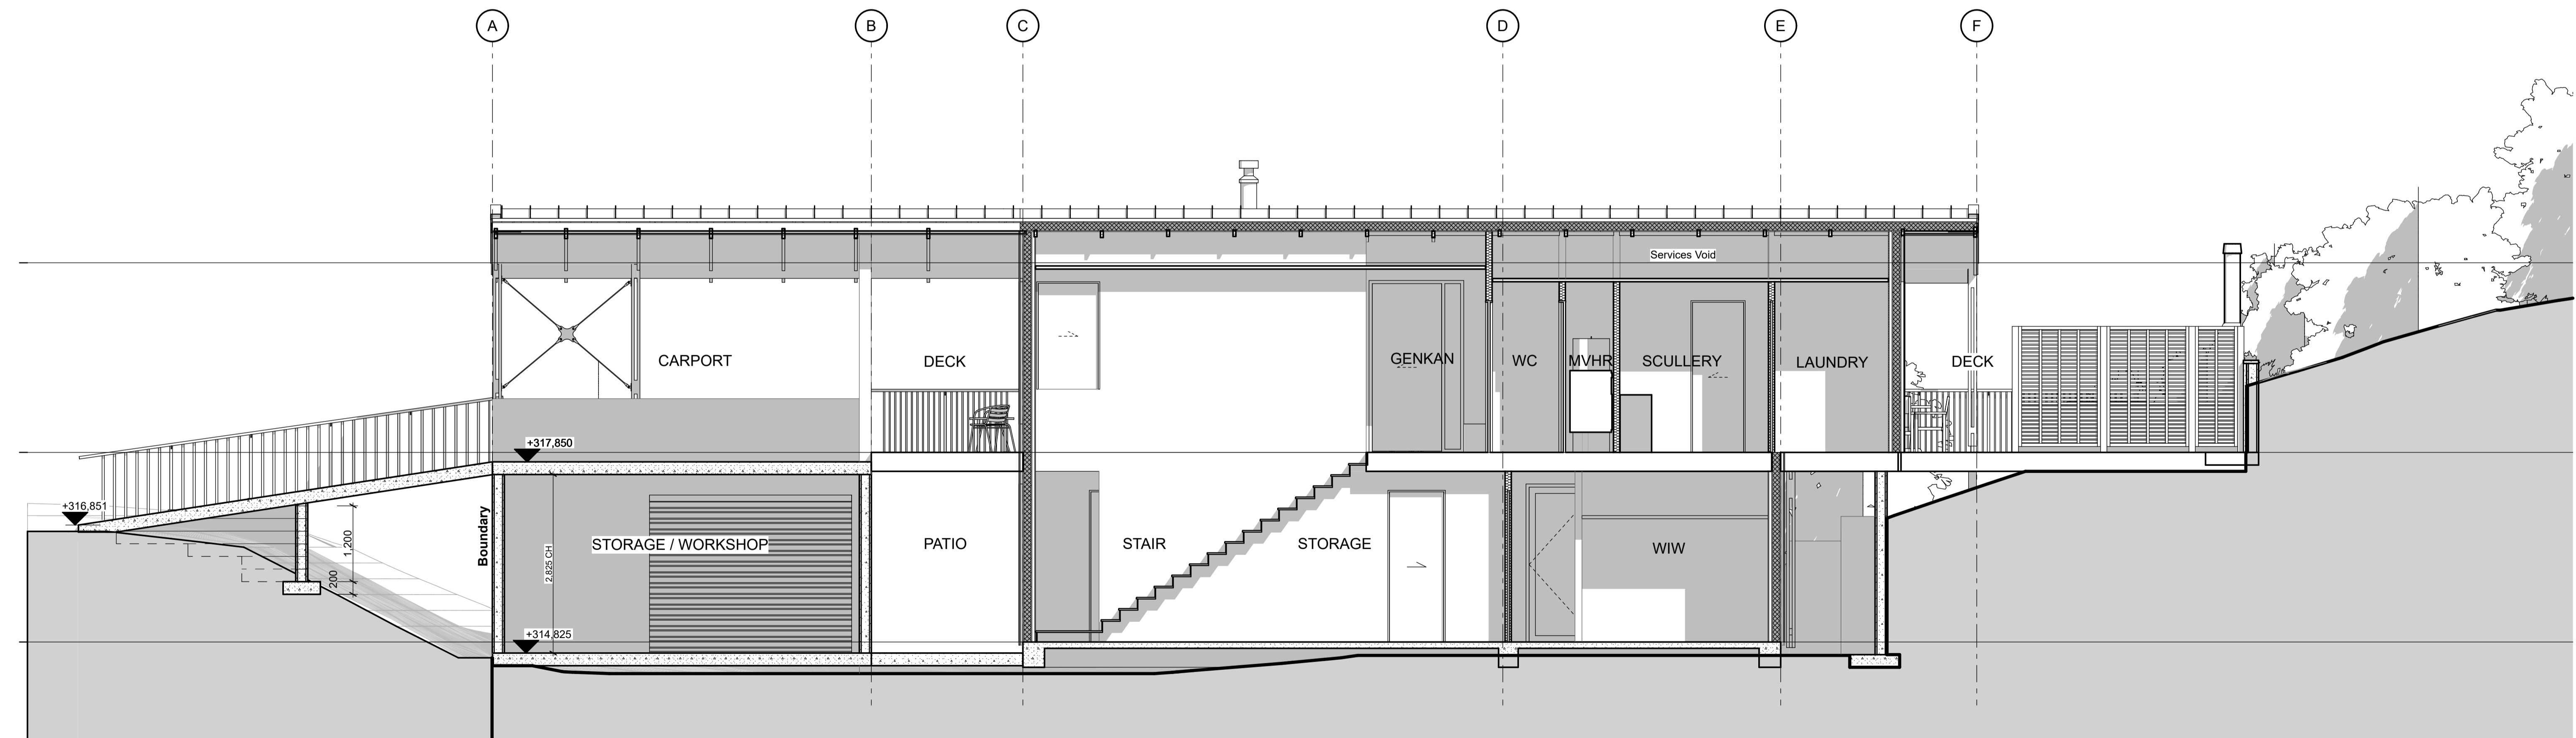 A
B
C
D
E
F
Services Void
CARPORT
DECK
GENKAN
WC
MVHR
SCULLERY
LAUNDRY
DECK
+317,850
+316,851
Boundary
1,200
200
2,825 CH
STORAGE / WORKSHOP
PATIO
STAIR
STORAGE
WIW
+314,825